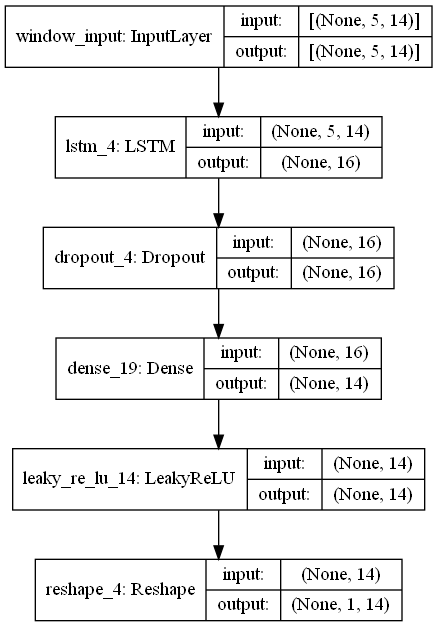 window_input: InputLayer
input: [(None, 5, 14)]
output: [(None, 5, 14)]
lstm_4: LSTM
input: (None, 5, 14)
output: (None, 16)
dropout_4: Dropout
input: (None, 16)
output: (None, 16)
dense_19: Dense
input: (None, 16)
output: (None, 14)
leaky_re_lu_14: LeakyReLU
input: (None, 14)
output: (None, 14)
reshape_4: Reshape
input: (None, 14)
output: (None, 1, 14)